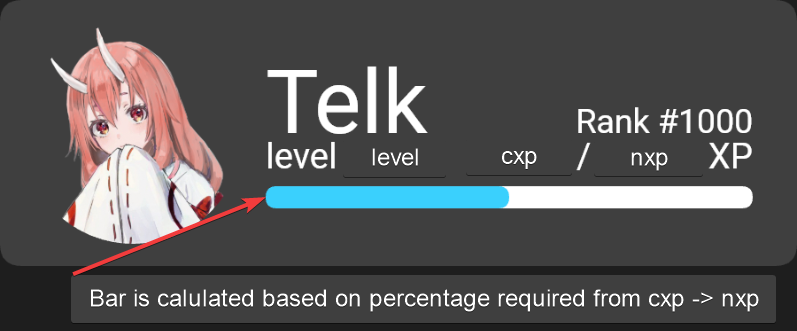 Telk
Rank #1000
level level cxp / nxp XP
Bar is calulated based on percentage required from cxp -> nxp